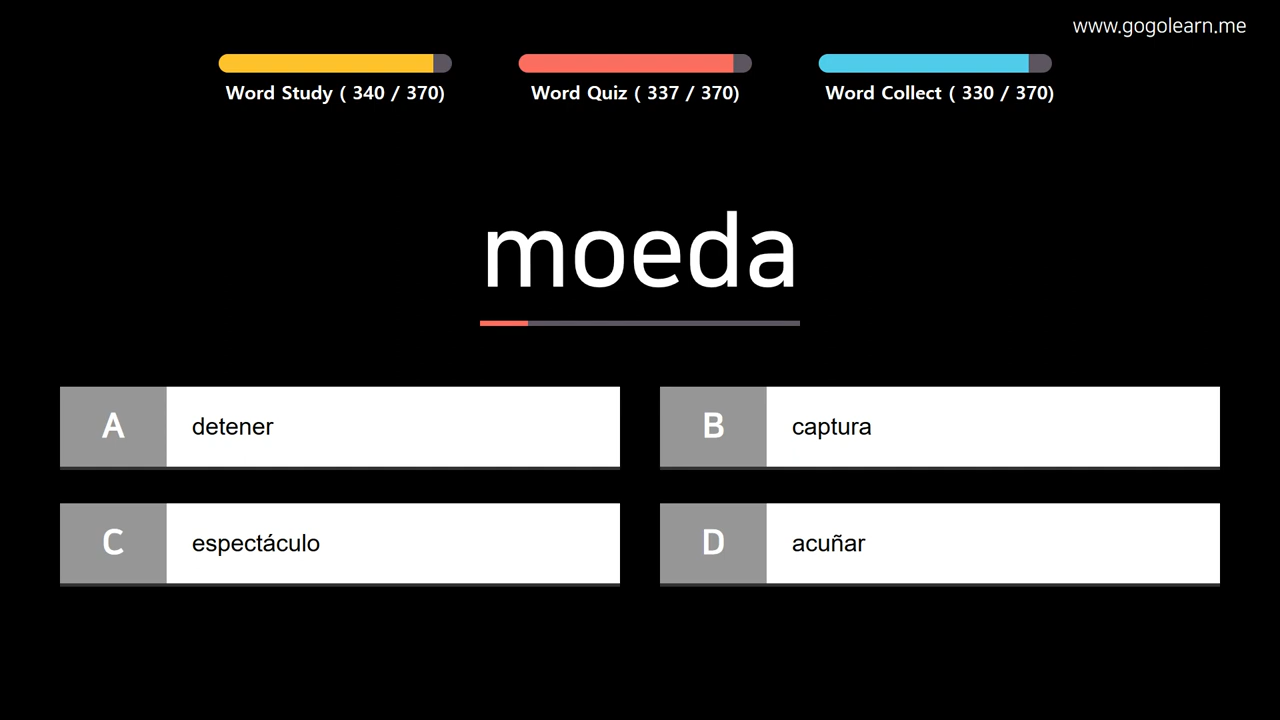 www.gogolearn.me
Word Study ( 340 / 370)
Word Quiz ( 337 / 370)
Word Collect ( 330 / 370)
moeda
A detener
B captura
C espectáculo
D acuñar